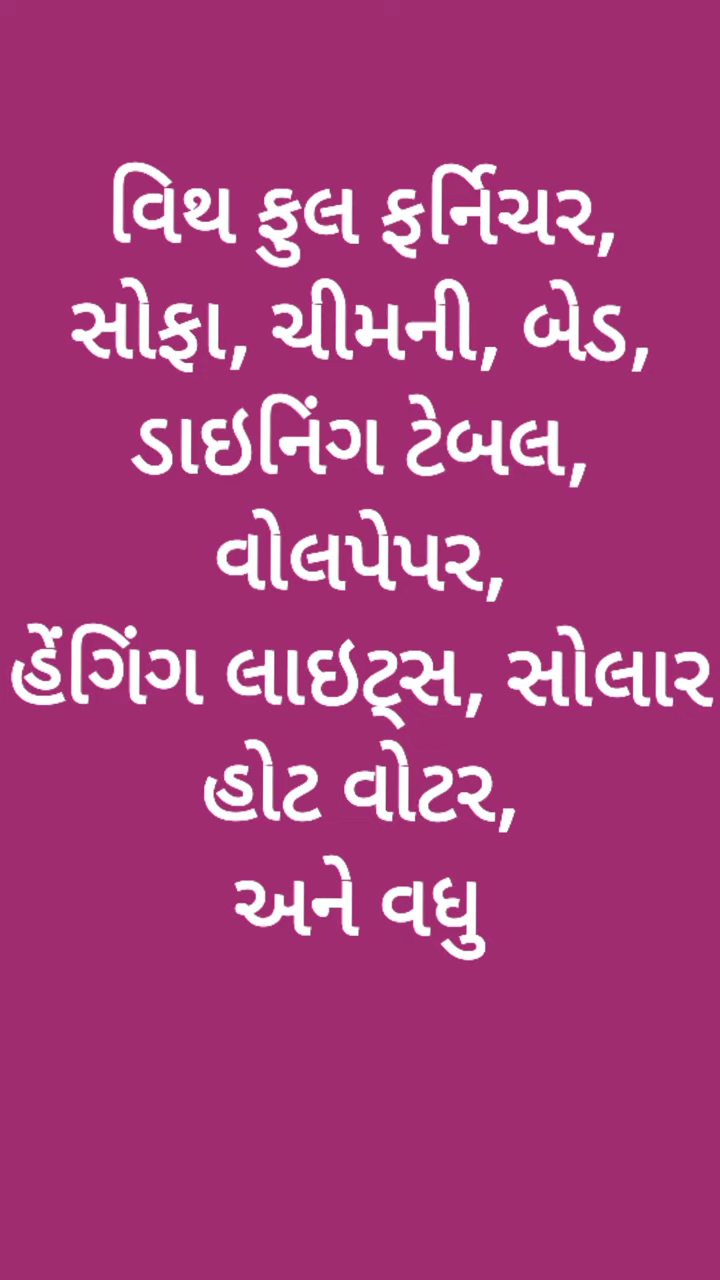 વિથ ફુલ ફર્નિચર,
સોફા, ચીમની, બેડ,
ડાઇનિંગ ટેબલ,
વોલપેપર,
હેંગિંગ લાઇટ્સ, સોલાર
હોટ વોટર,
અને વધુ